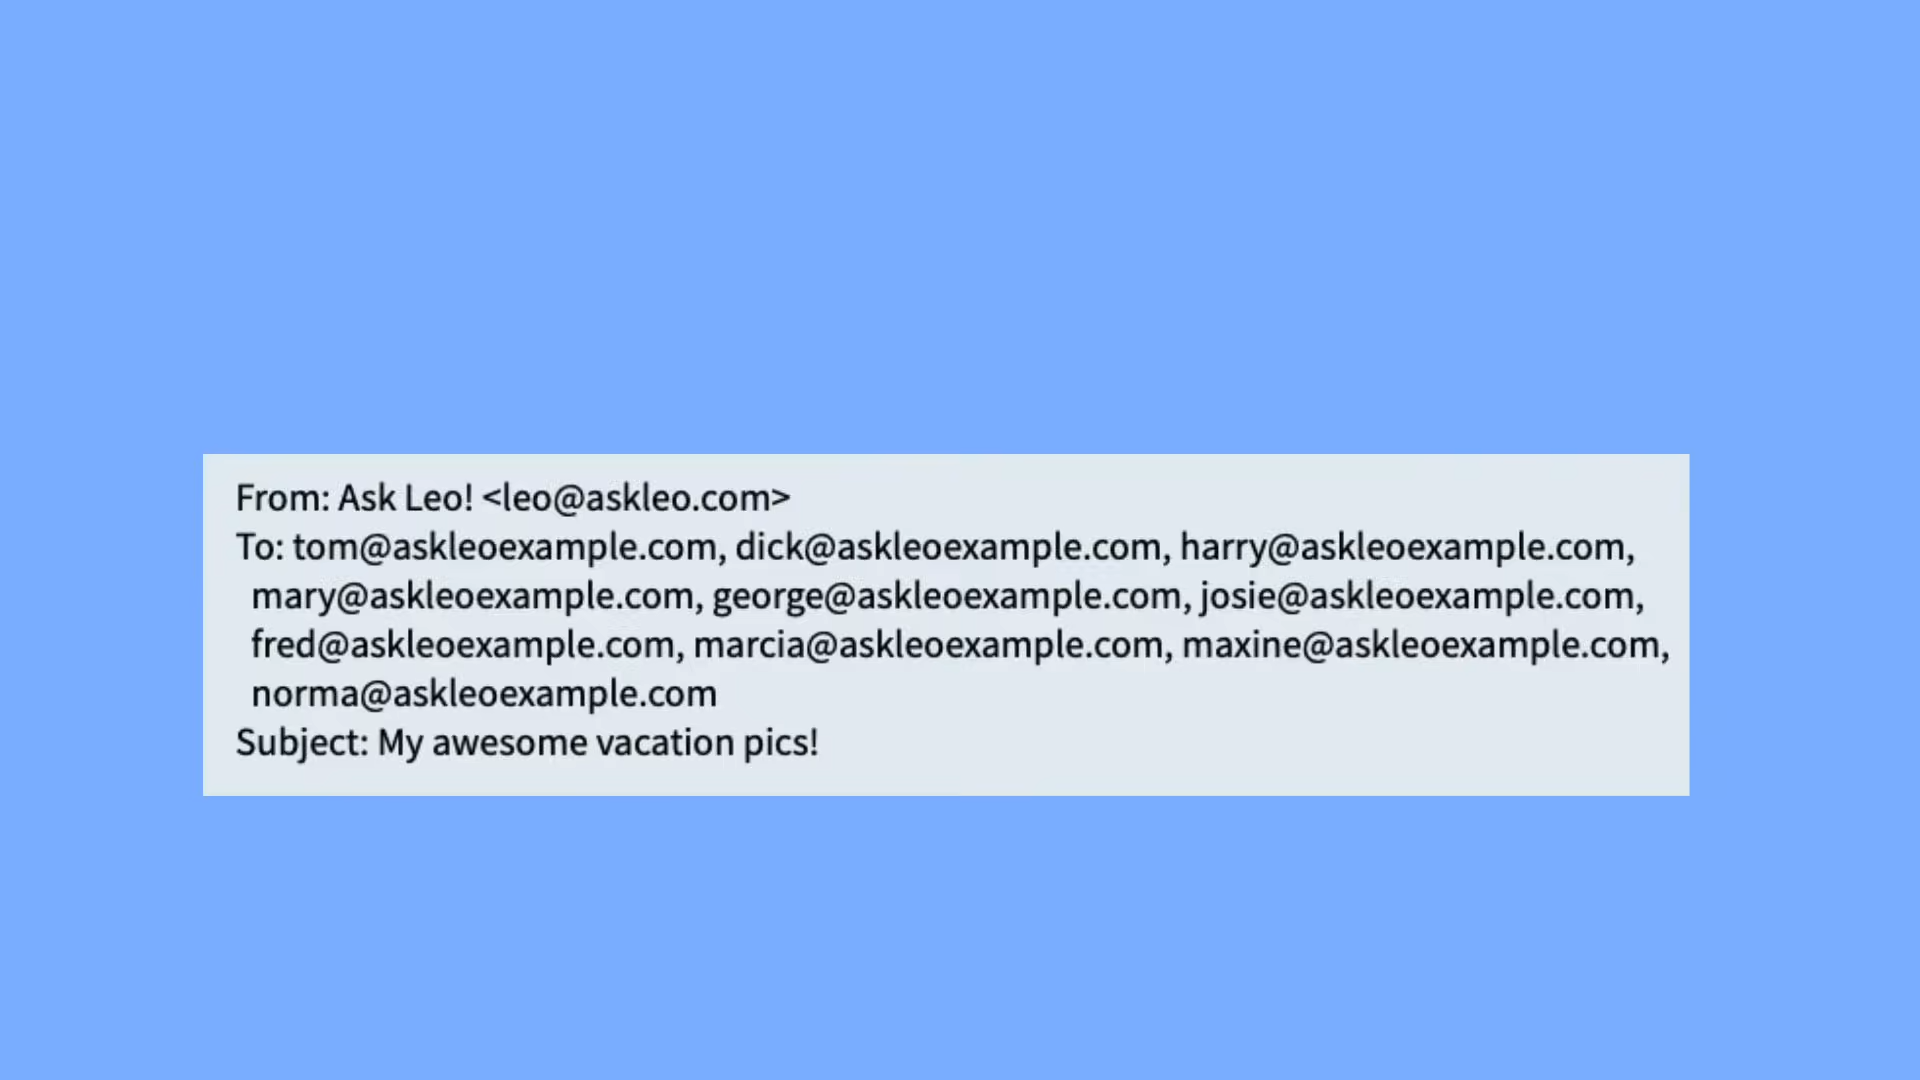 From: Ask Leo! <leo@askleo.com>
To: tom@askleoexample.com, dick@askleoexample.com, harry@askleoexample.com,
mary@askleoexample.com, george@askleoexample.com, josie@askleoexample.com,
fred@askleoexample.com, marcia@askleoexample.com, maxine@askleoexample.com,
norma@askleoexample.com
Subject: My awesome vacation pics!